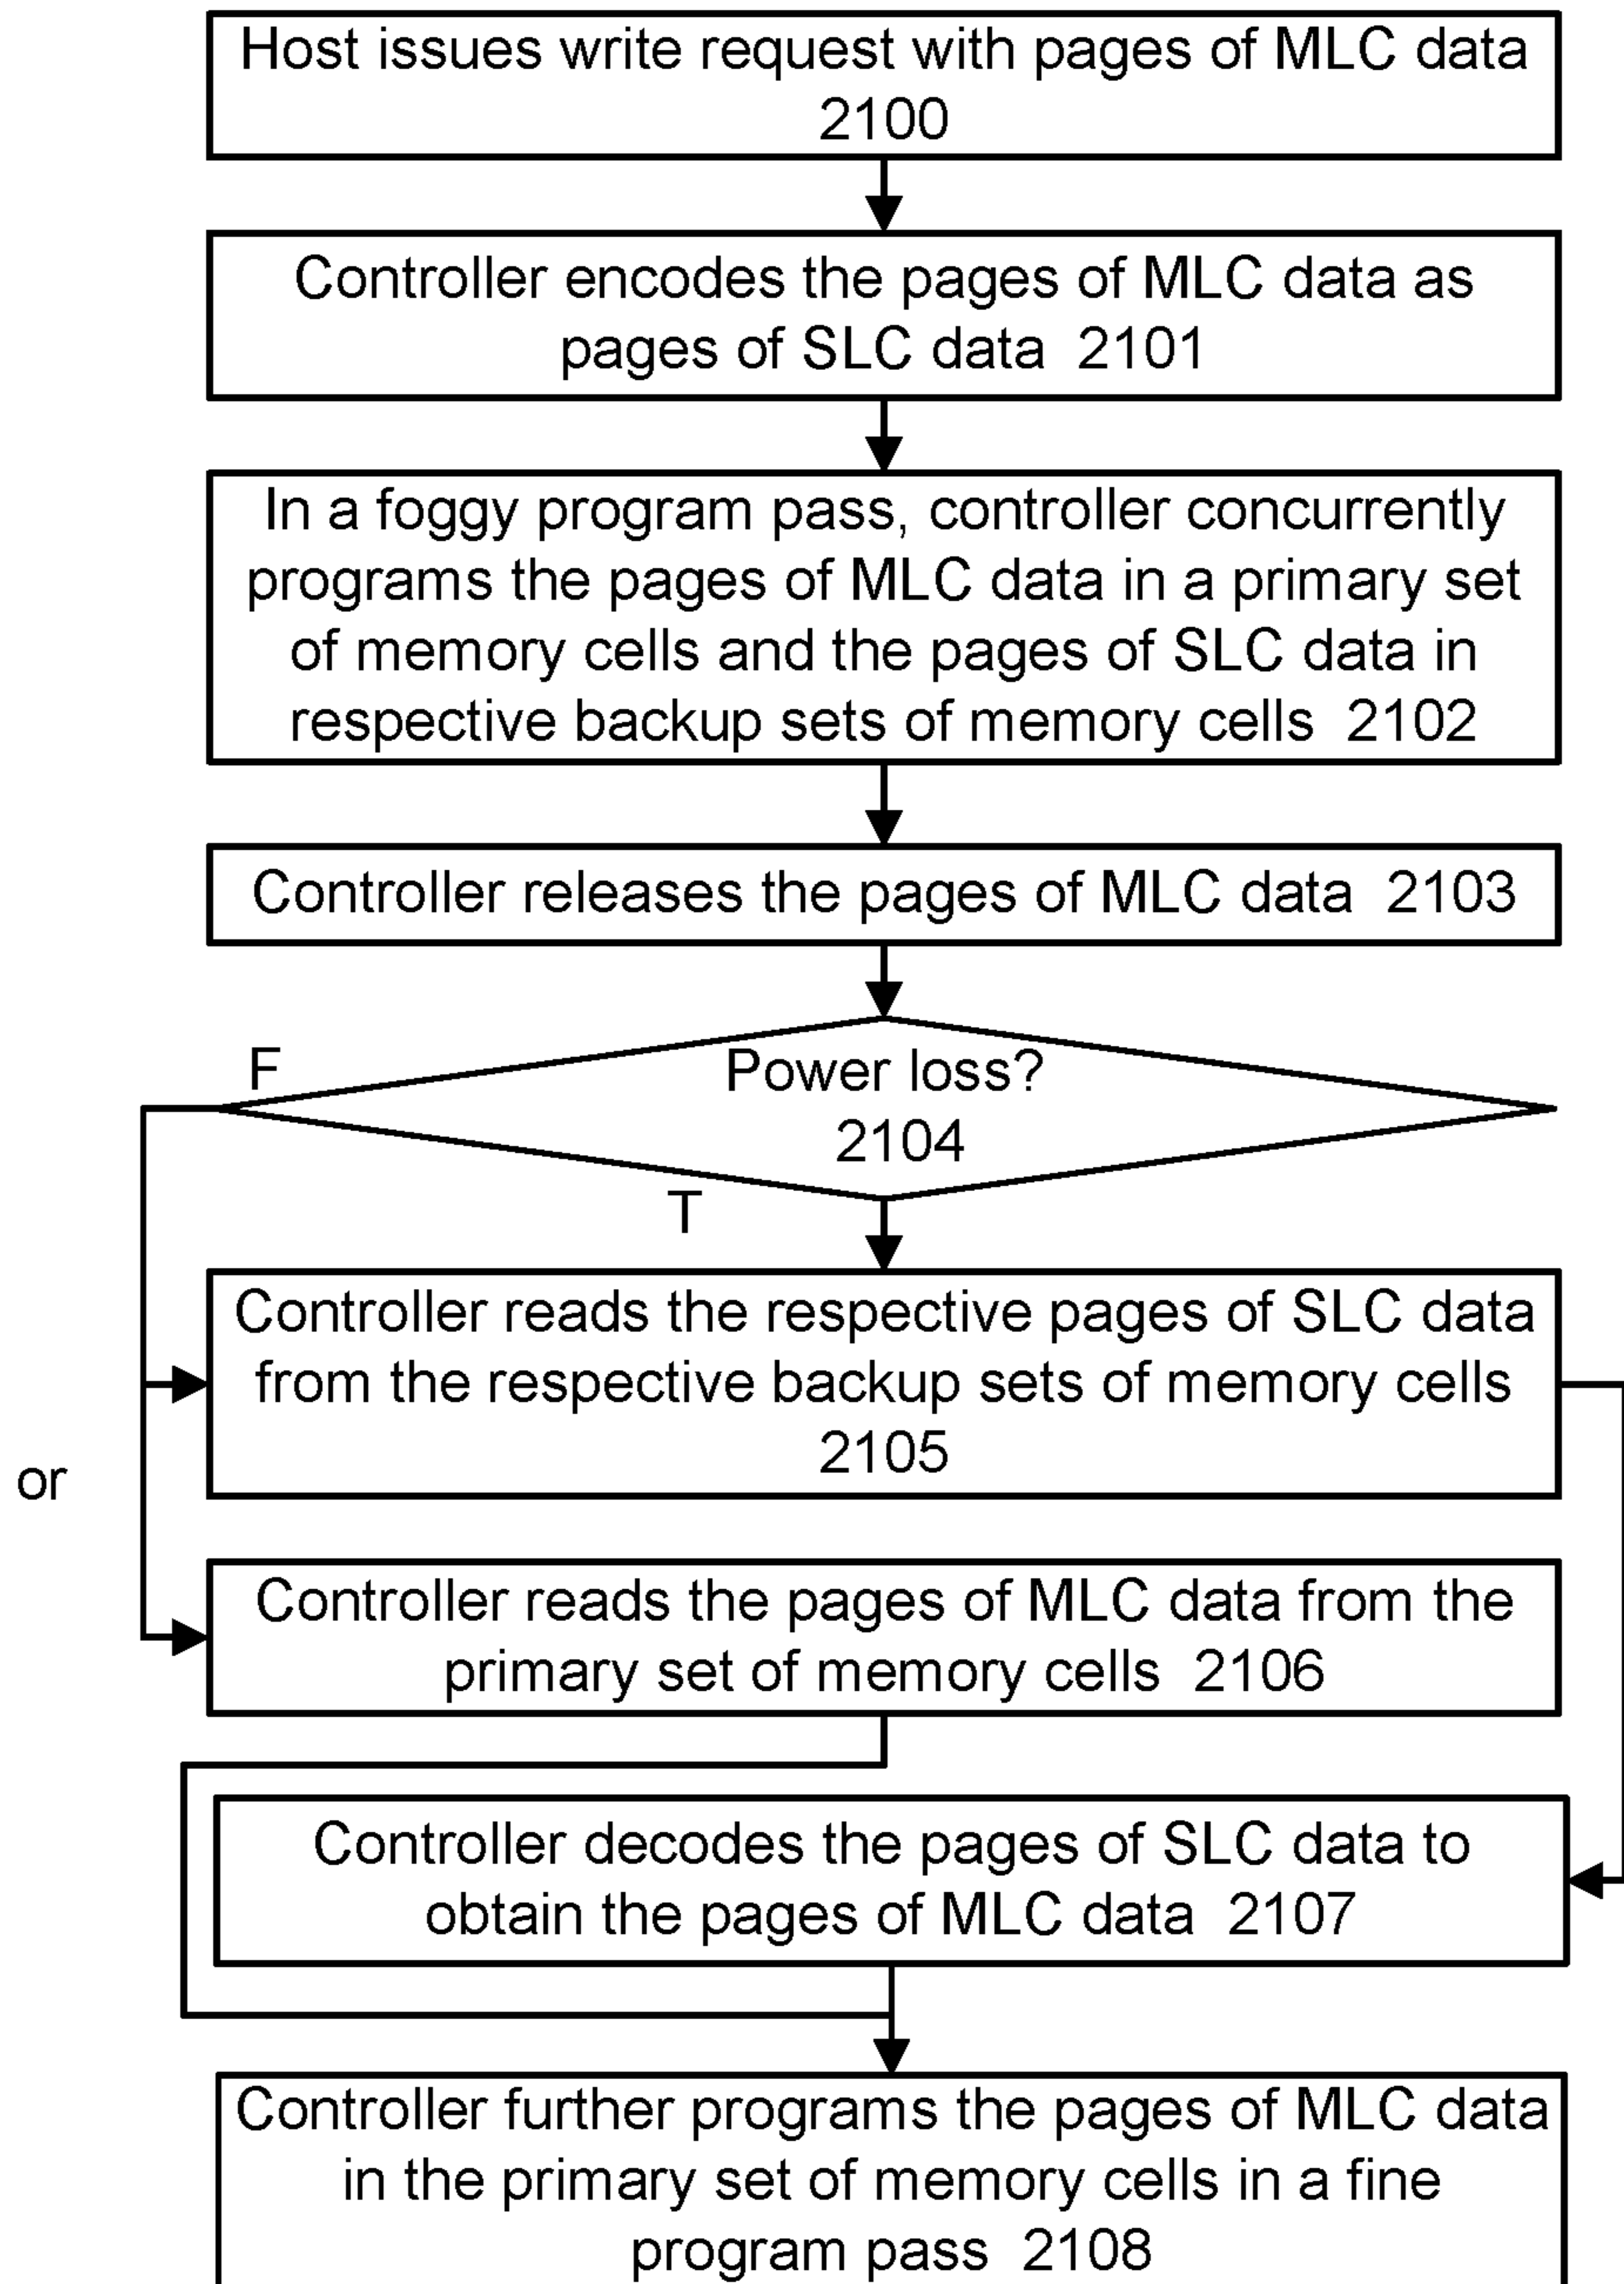 Host issues write request with pages of MLC data
2100
Controller encodes the pages of MLC data as
pages of SLC data 2101
In a foggy program pass, controller concurrently
programs the pages of MLC data in a primary set
of memory cells and the pages of SLC data in
respective backup sets of memory cells 2102
Controller releases the pages of MLC data 2103
F
Power loss?
2104
T
Controller reads the respective pages of SLC data
from the respective backup sets of memory cells
2105
or
Controller reads the pages of MLC data from the
primary set of memory cells 2106
Controller decodes the pages of SLC data to
obtain the pages of MLC data 2107
Controller further programs the pages of MLC data
in the primary set of memory cells in a fine
program pass 2108